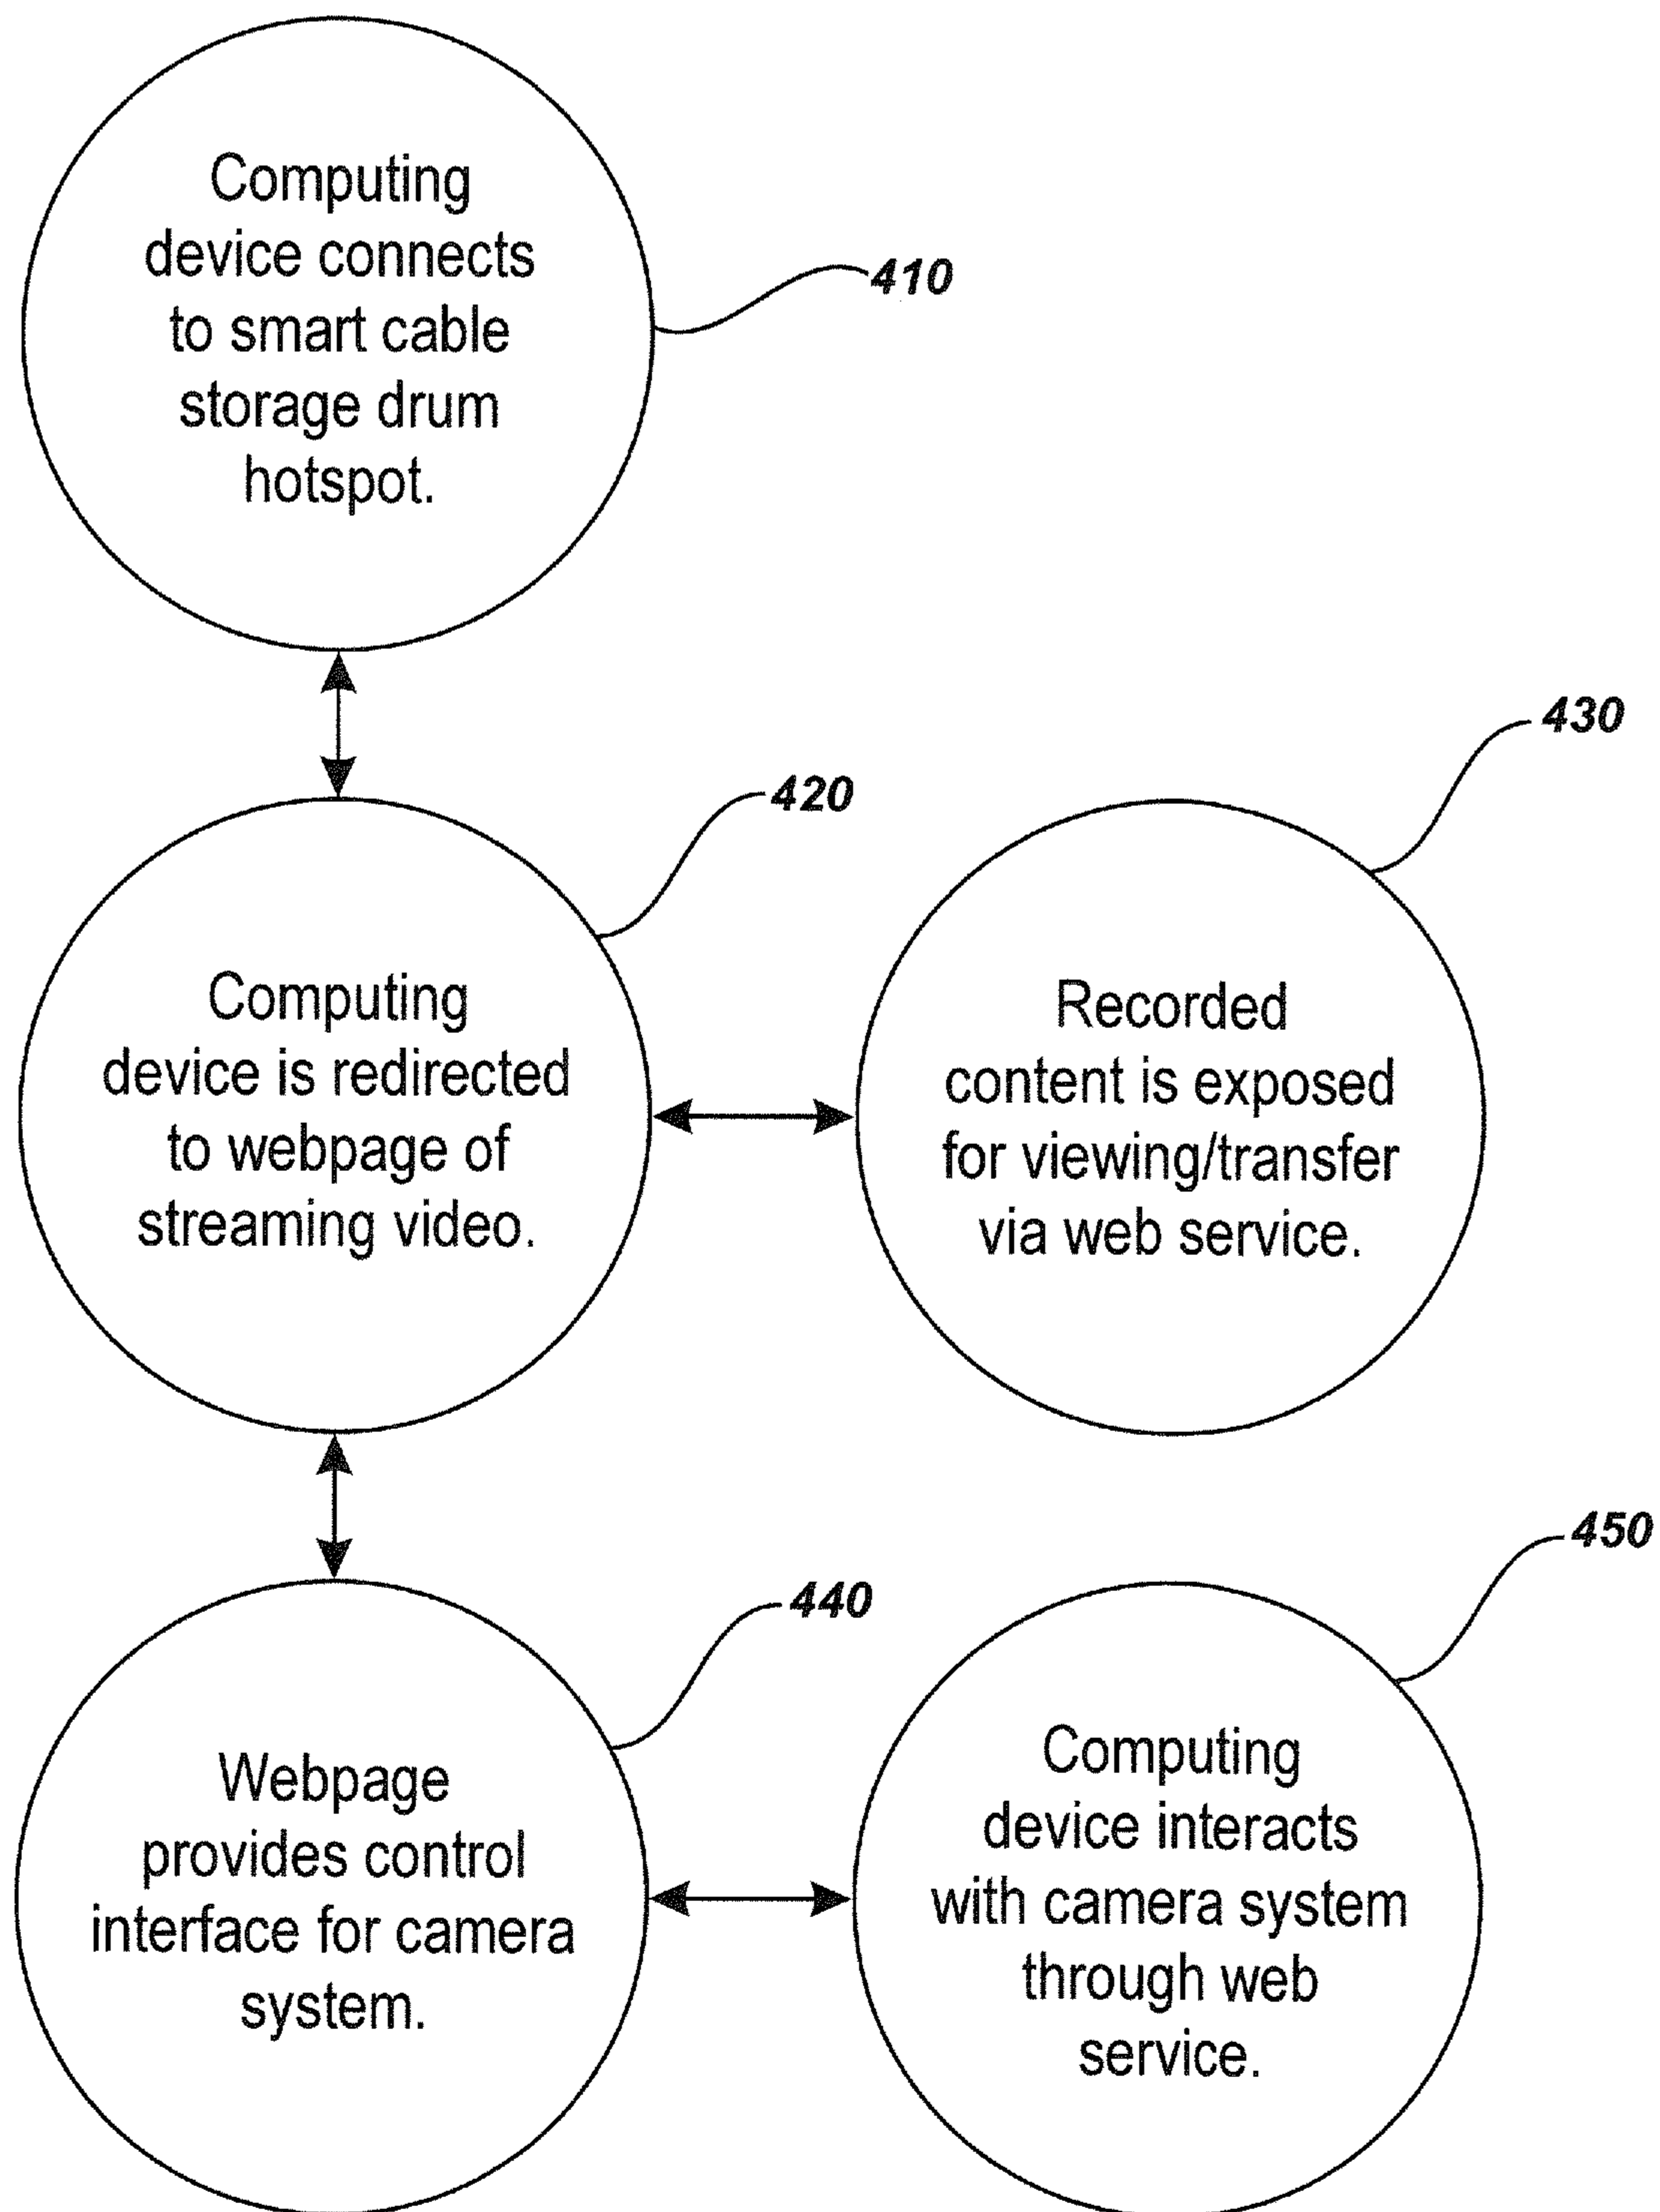 Computing
device connects
to smart cable
storage drum
hotspot.
410
Computing
device is redirected
to webpage of
streaming video.
420
Recorded
content is exposed
for viewing/transfer
via web service.
430
Webpage
provides control
interface for camera
system.
440
Computing
device interacts
with camera system
through web
service.
450